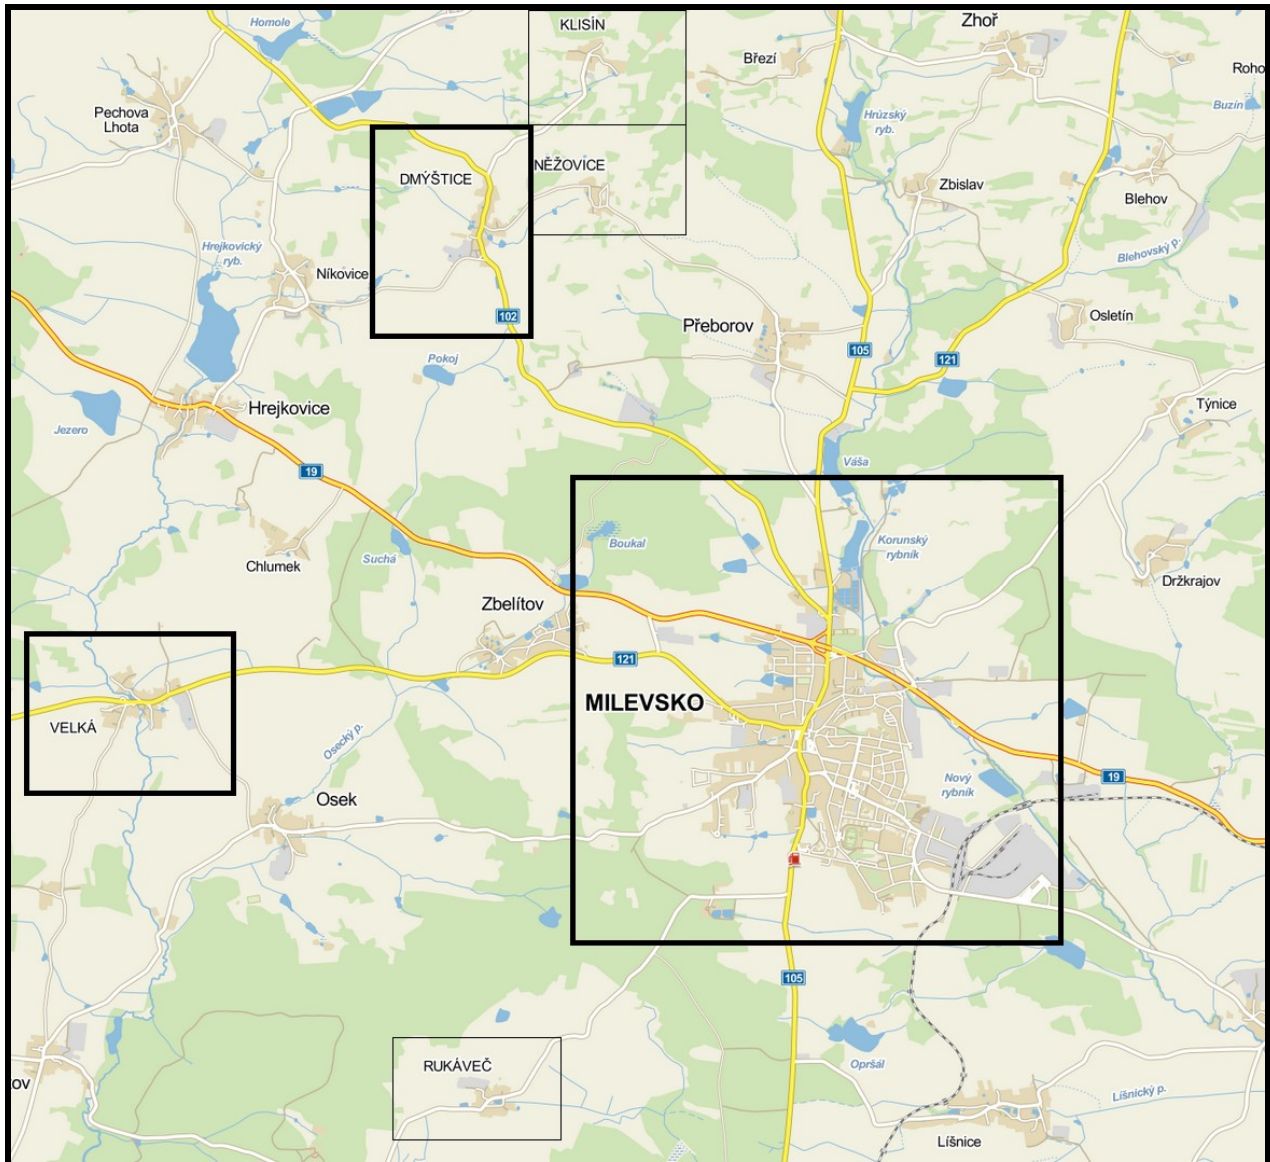 Homole
KLISÍN
Zhoř
Březí
Roho
Buzín
Pechova
Lhota
Hrůzský
ryb.
DMÝŠTICE
NĚŽOVICE
Zbislav
Blehov
Hrejkovický
ryb.
Níkovice
Blehovský p.
102
Přeborov
Osletín
105
121
Pokoj
Hrejkovice
Týnice
Jezero
19
Váša
Boukal
Korunský
rybník
Chlumek
Suchá
Držkrajov
Zbelítov
121
MILEVSKO
VELKÁ
Osecký p.
Nový
rybník
19
Osek
105
RUKÁVEČ
Opršál
ov
Líšnický p.
Líšnice